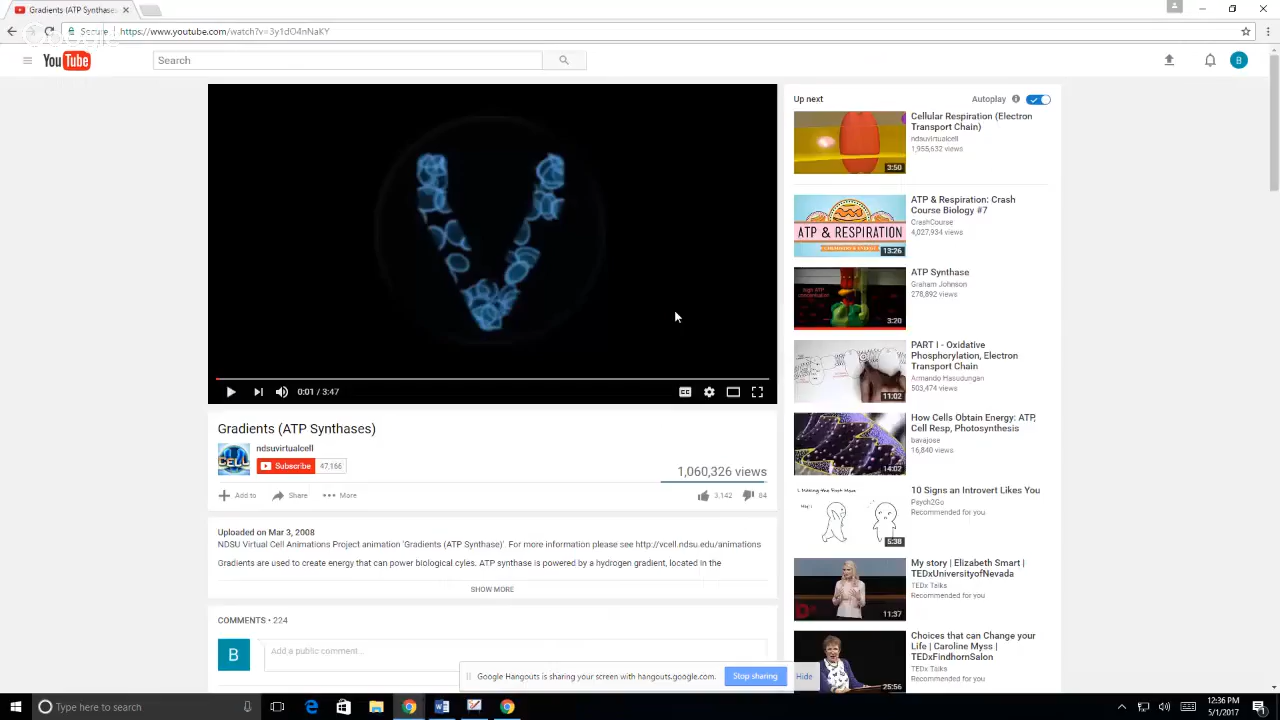 Gradients (ATP Synthases)
Secure
https://www.youtube.com/watch?v=3y1dO4nNaKY
YouTube
Search
B
0:01 / 3:47
Gradients (ATP Synthases)
ndsuvirtualcell
Subscribe 47,166
1,060,326 views
Add to Share More
3,142 84
Uploaded on Mar 3, 2008
NDSU Virtual Cell Animations Project animation 'Gradients (ATP Synthase)'. For more information please see http://vcell.ndsu.edu/animations
Gradients are used to create energy that can power biological cyles. ATP synthase is powered by a hydrogen gradient, located in the
SHOW MORE
COMMENTS • 224
B
Add a public comment...
Up next
Autoplay
Cellular Respiration (Electron
Transport Chain)
ndsuvirtualcell
1,955,632 views
3:50
ATP & RESPIRATION
13:26
ATP & Respiration: Crash
Course Biology #7
CrashCourse
4,027,934 views
3:20
ATP Synthase
Graham Johnson
278,892 views
11:02
PART I - Oxidative
Phosphorylation, Electron
Transport Chain
Armando Hasudungan
503,474 views
14:02
How Cells Obtain Energy: ATP,
Cell Resp, Photosynthesis
bavajose
16,840 views
5:38
10 Signs an Introvert Likes You
Psych2Go
Recommended for you
11:37
My story | Elizabeth Smart |
TEDxUniversityofNevada
TEDx Talks
Recommended for you
25:56
Choices that can Change your
Life | Caroline Myss |
TEDxFindhornSalon
TEDx Talks
Recommended for you
Google Hangouts is sharing your screen with hangouts.google.com.
Stop sharing
Hide
Type here to search
12:36 PM
5/1/2017